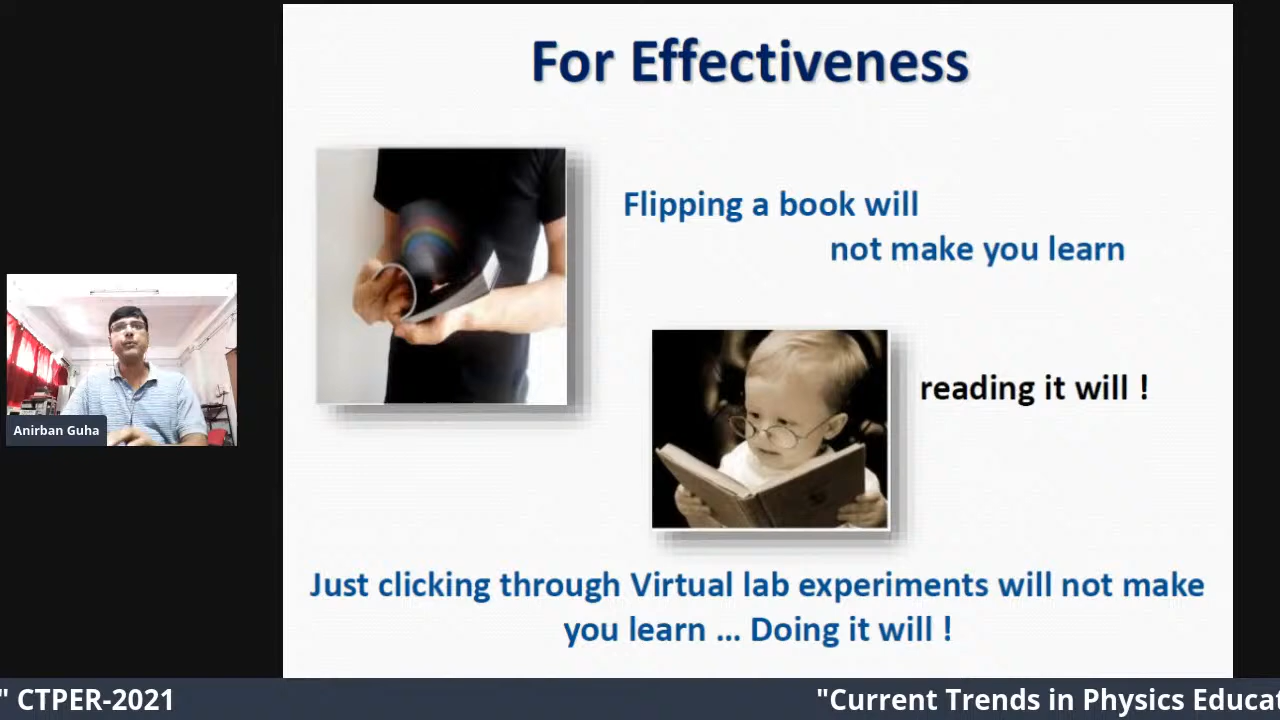 For Effectiveness
Flipping a book will
not make you learn
reading it will !
Anirban Guha
Just clicking through Virtual lab experiments will not make
you learn ... Doing it will !
" CTPER-2021
"Current Trends in Physics Educat